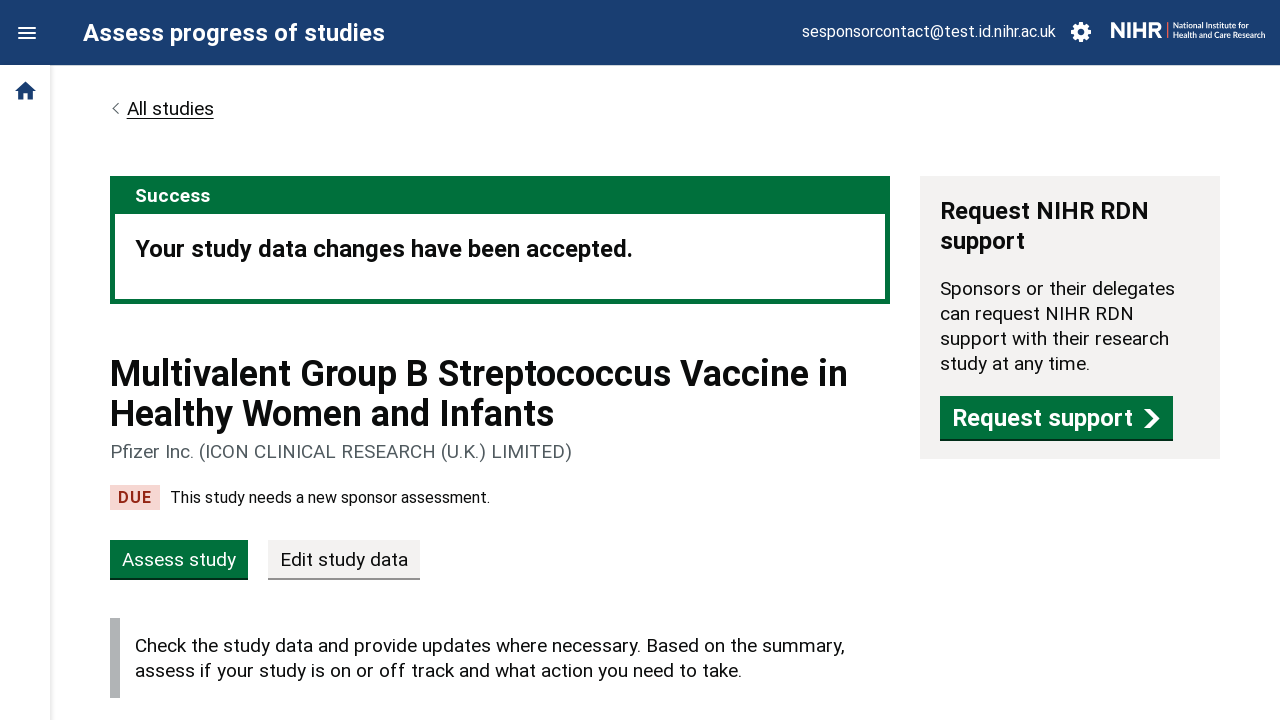 Assess progress of studies
sesponsorcontact@test.id.nihr.ac.uk
NIHR | National Institute for
Health and Care Research
All studies
Success
Your study data changes have been accepted.
Multivalent Group B Streptococcus Vaccine in
Healthy Women and Infants
Pfizer Inc. (ICON CLINICAL RESEARCH (U.K.) LIMITED)
DUE This study needs a new sponsor assessment.
Assess study Edit study data
Check the study data and provide updates where necessary. Based on the summary,
assess if your study is on or off track and what action you need to take.
Request NIHR RDN
support
Sponsors or their delegates
can request NIHR RDN
support with their research
study at any time.
Request support